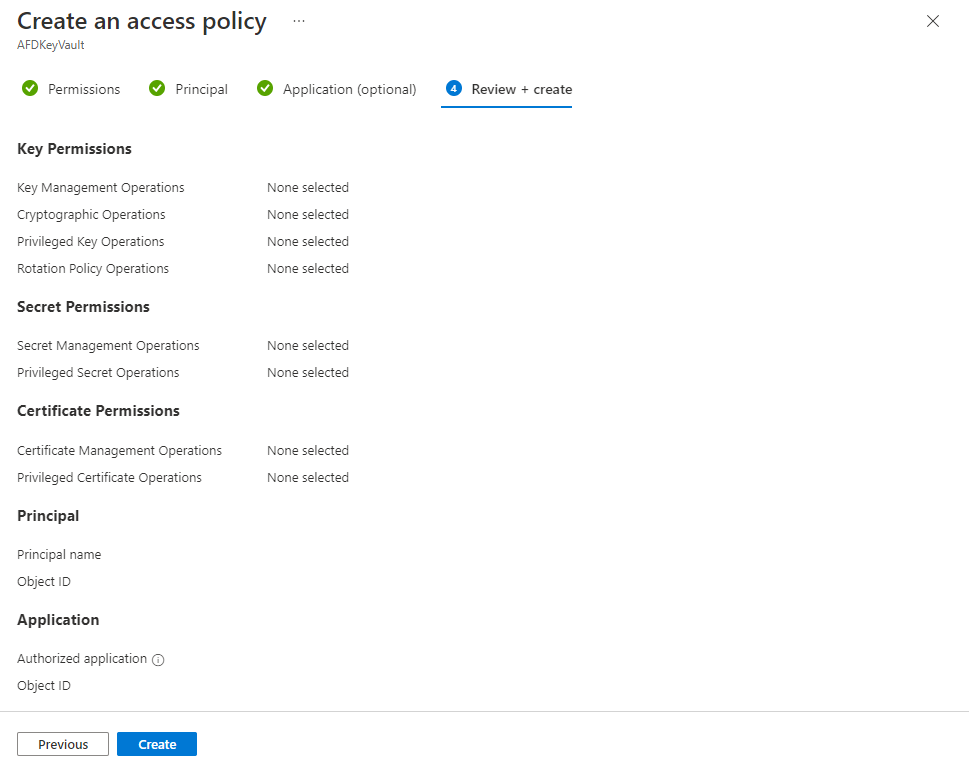 Create an access policy ...
AFDKeyVault
Permissions Principal Application (optional) 4 Review + create
Key Permissions
Key Management Operations None selected
Cryptographic Operations None selected
Privileged Key Operations None selected
Rotation Policy Operations None selected
Secret Permissions
Secret Management Operations None selected
Privileged Secret Operations None selected
Certificate Permissions
Certificate Management Operations None selected
Privileged Certificate Operations None selected
Principal
Principal name
Object ID
Application
Authorized application
Object ID
Previous Create